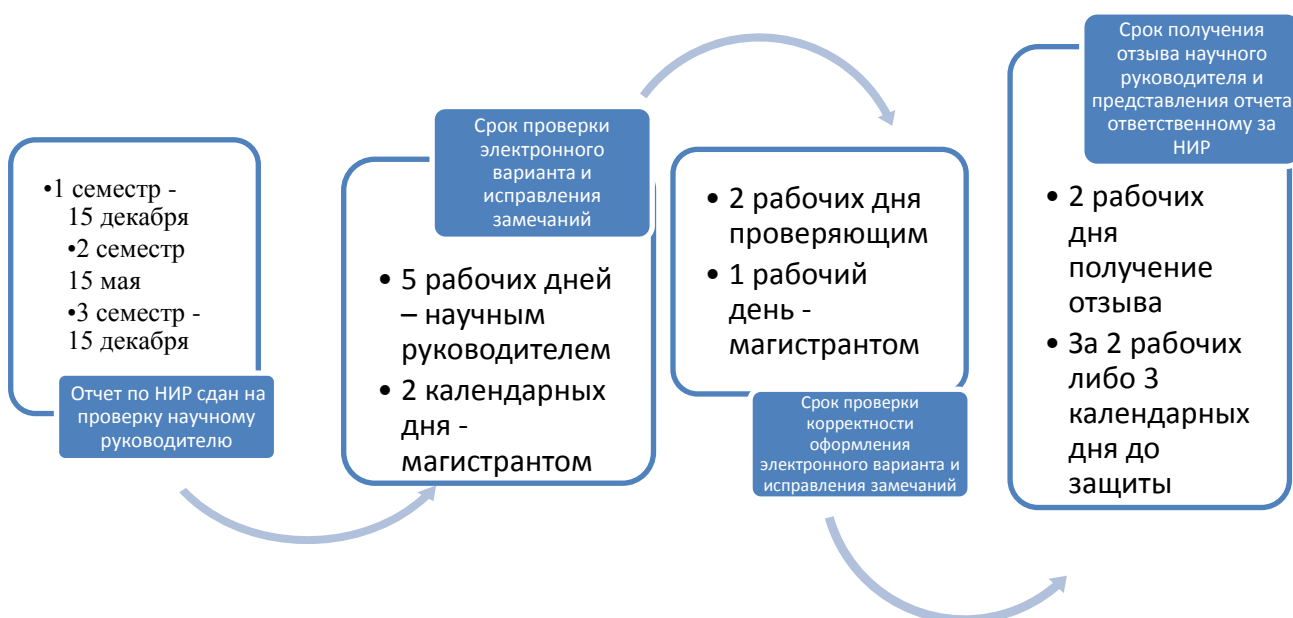 •1 семестр -
15 декабря
•2 семестр
15 мая
•3 семестр -
15 декабря
Отчет по НИР сдан на
проверку научному
руководителю
Срок проверки
электронного
варианта и
исправления
замечаний
• 5 рабочих дней
– научным
руководителем
• 2 календарных
дня -
магистрантом
• 2 рабочих дня
проверяющим
• 1 рабочий
день -
магистрантом
Срок проверки
корректности
оформления
электронного варианта и
исправления замечаний
Срок получения
отзыва научного
руководителя и
представления отчета
ответственному за
НИР
• 2 рабочих
дня
получение
отзыва
• За 2 рабочих
либо 3
календарных
дня до
защиты